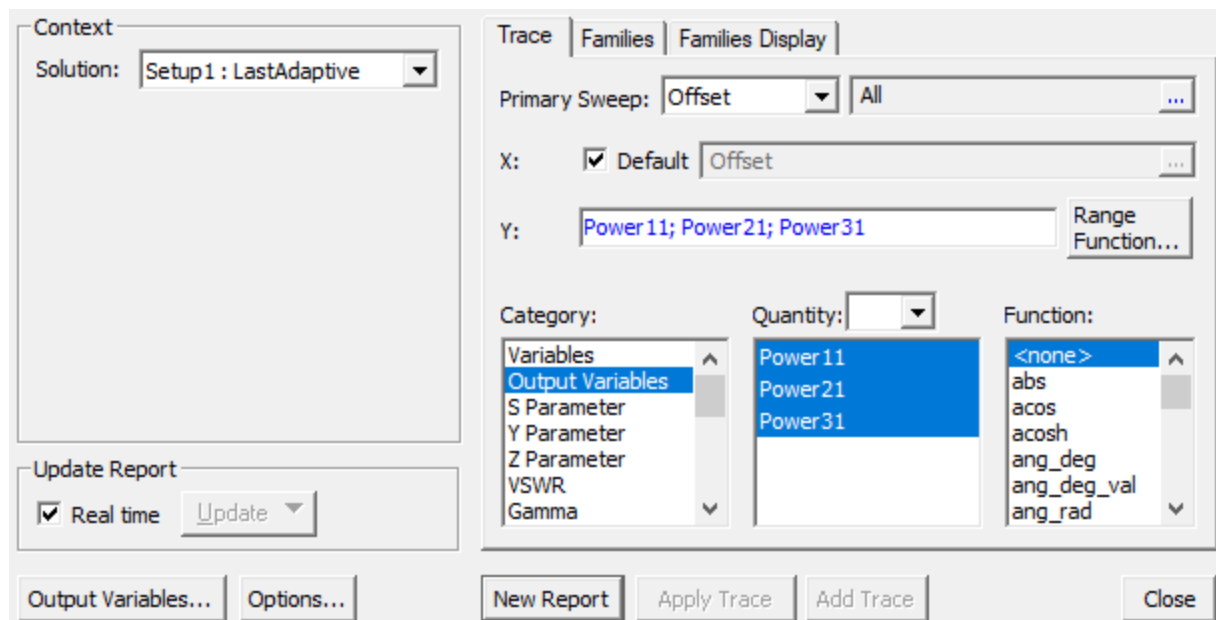 Context
Solution: Setup1 : LastAdaptive
Update Report
Real time Update
Output Variables... Options...
Trace Families Families Display
Primary Sweep: Offset All ...
X: Default Offset ...
Y: Power11; Power21; Power31 Range Function...
Category:
Variables
Output Variables
S Parameter
Y Parameter
Z Parameter
VSWR
Gamma
Quantity:
Power11
Power21
Power31
Function:
<none>
abs
acos
acosh
ang_deg
ang_deg_val
ang_rad
New Report Apply Trace Add Trace Close